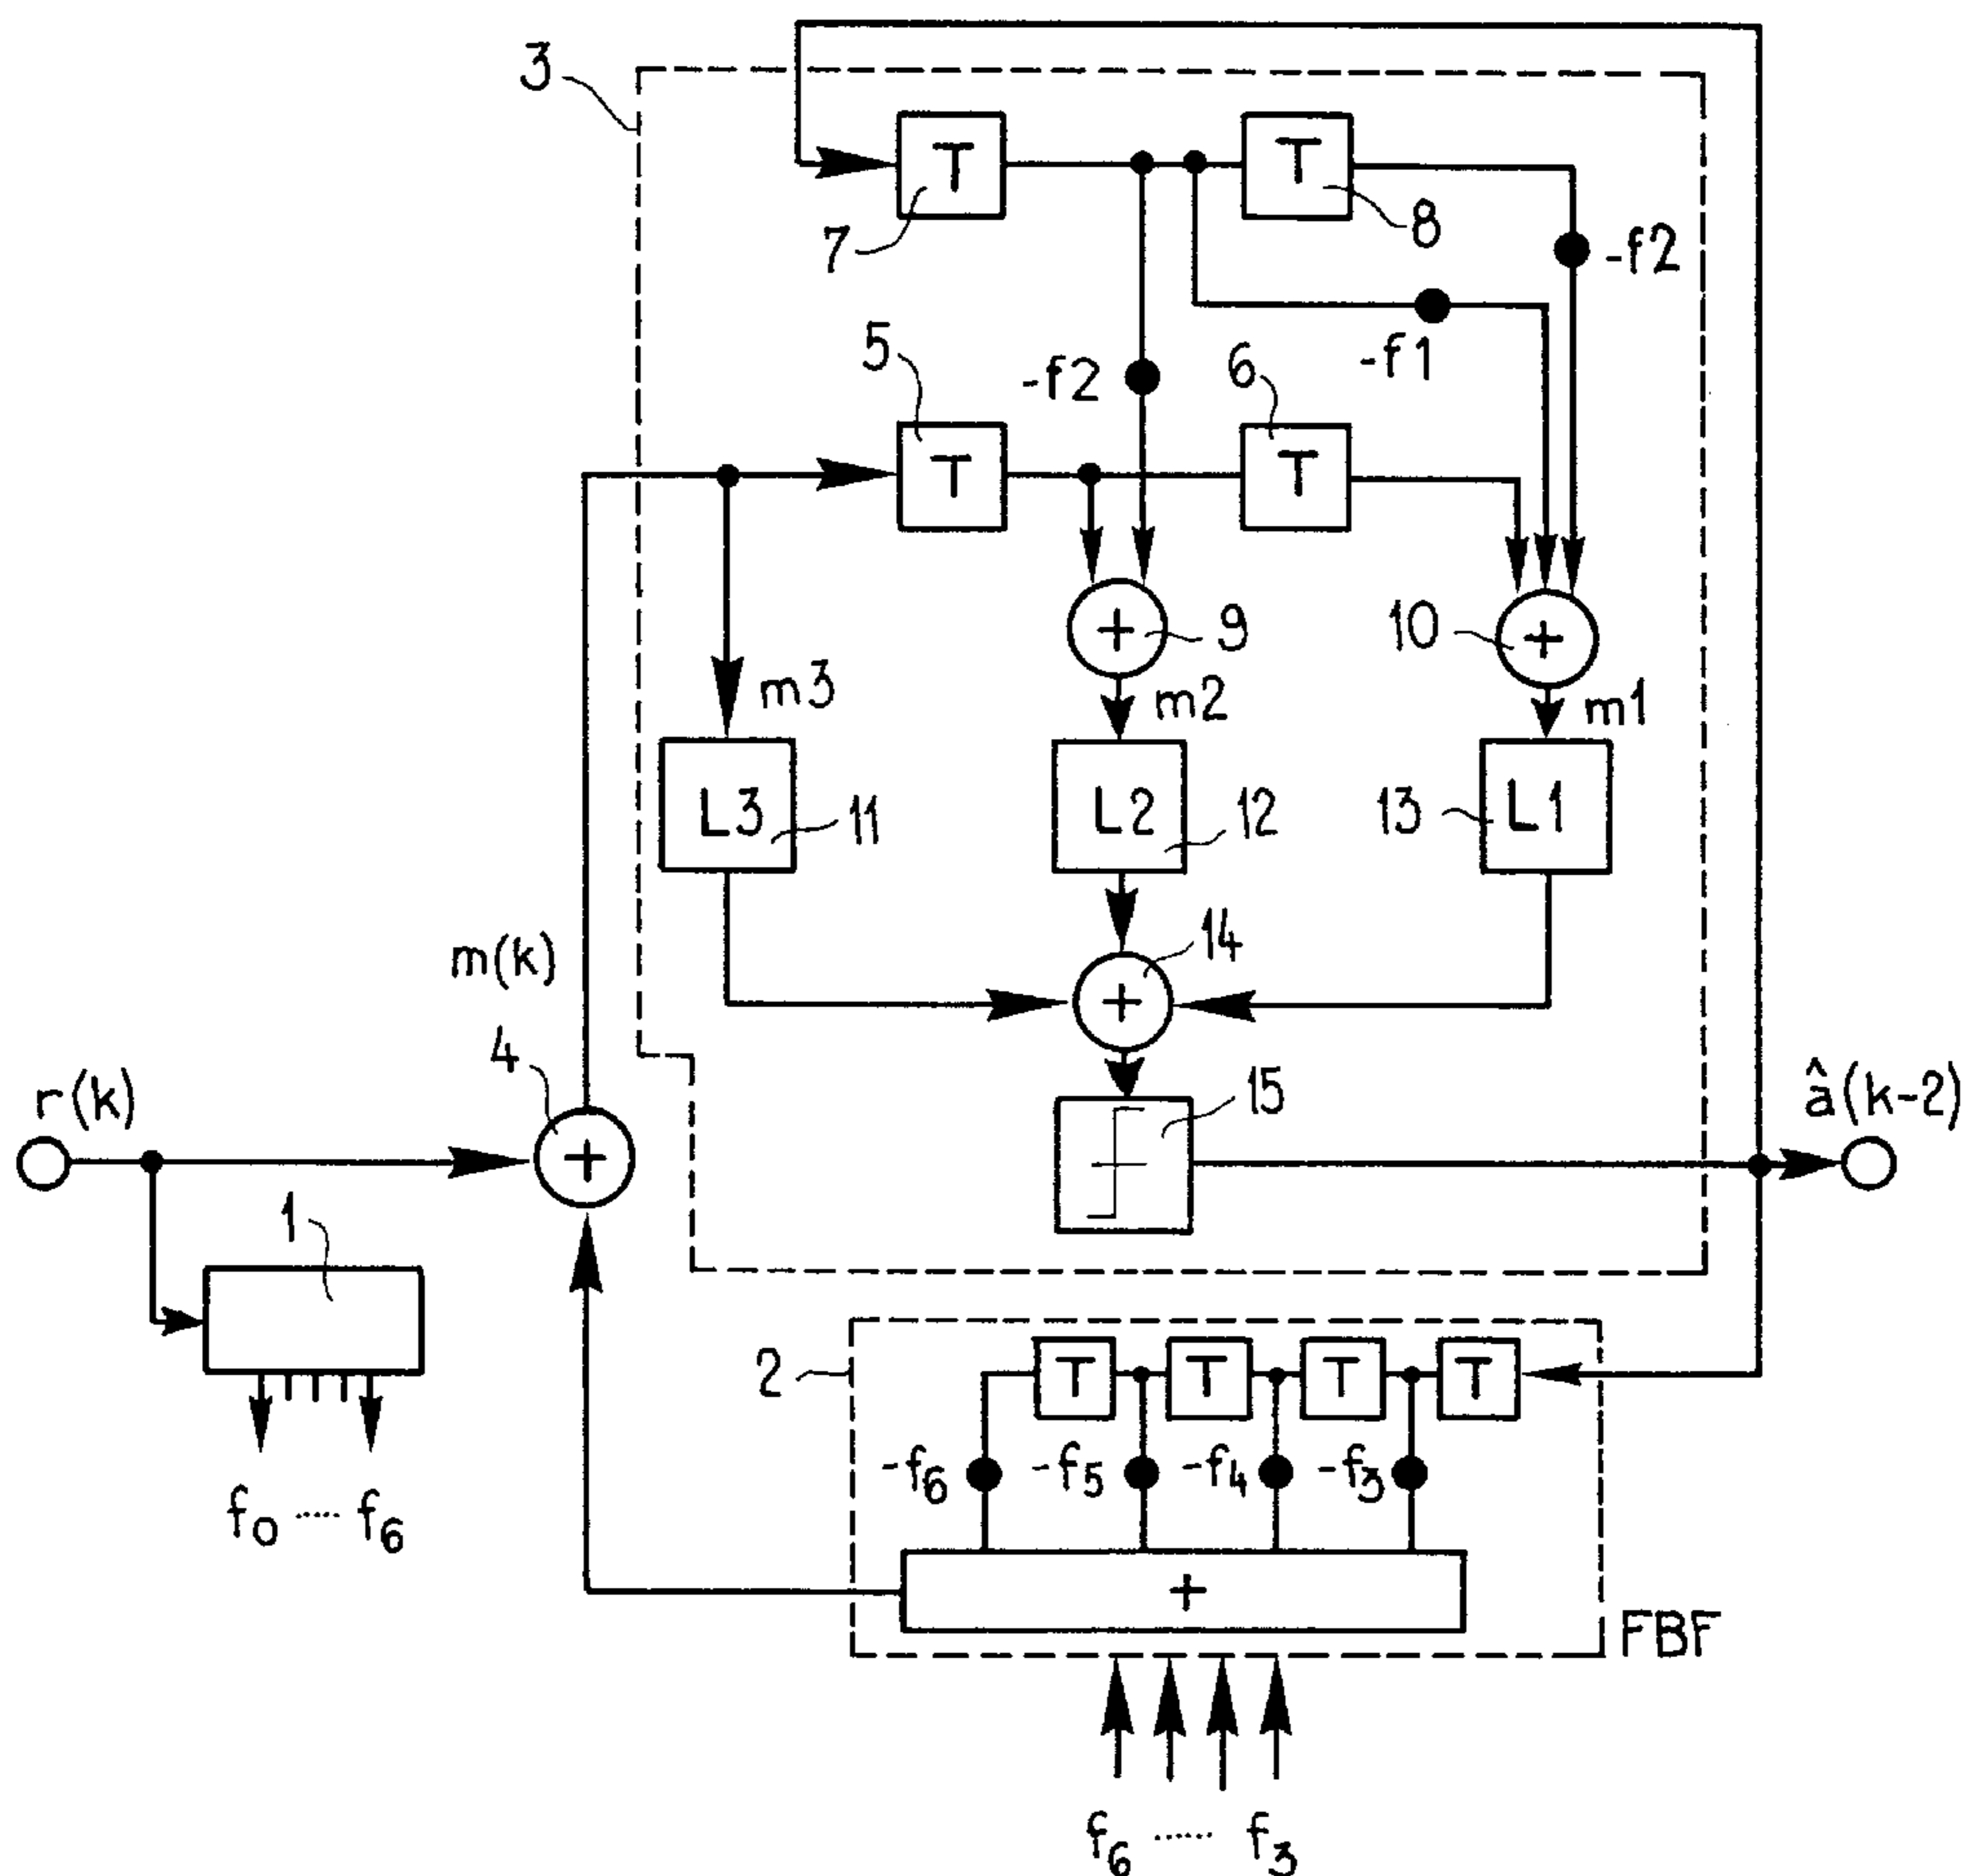 3
T
T
7
8
-f2
-f1
5
-f2
6
T
T
9
10
+
+
m3
m2
m1
L3
11
L2
12
13
L1
m(k)
14
+
4
r(k)
15
â(k-2)
+
1
2
T
T
T
T
-f6
-f5
-f4
-f3
f0 ..... f6
+
FBF
f6 ...... f3